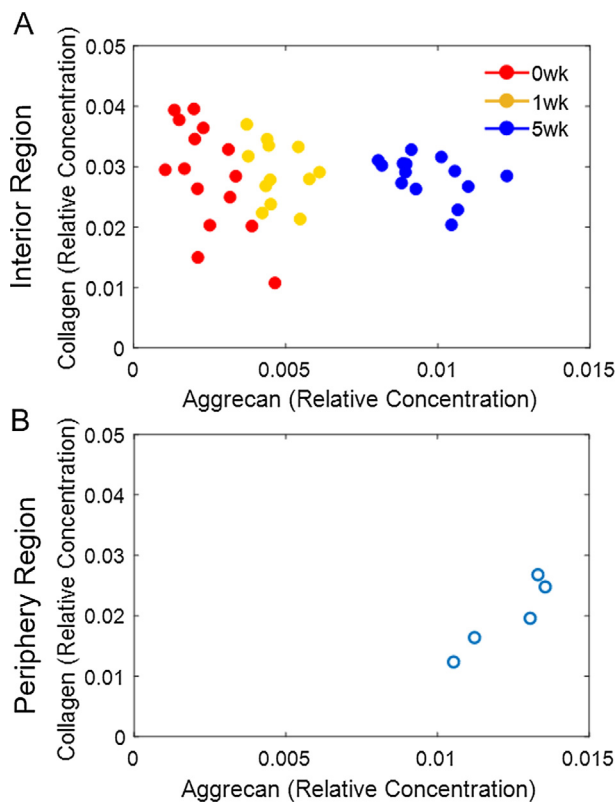 A
Interior Region
Collagen (Relative Concentration)
0.05
0.04
0.03
0.02
0.01
0
0wk
1wk
5wk
0 0.005 0.01 0.015
Aggrecan (Relative Concentration)
B
Periphery Region
Collagen (Relative Concentration)
0.05
0.04
0.03
0.02
0.01
0
0 0.005 0.01 0.015
Aggrecan (Relative Concentration)